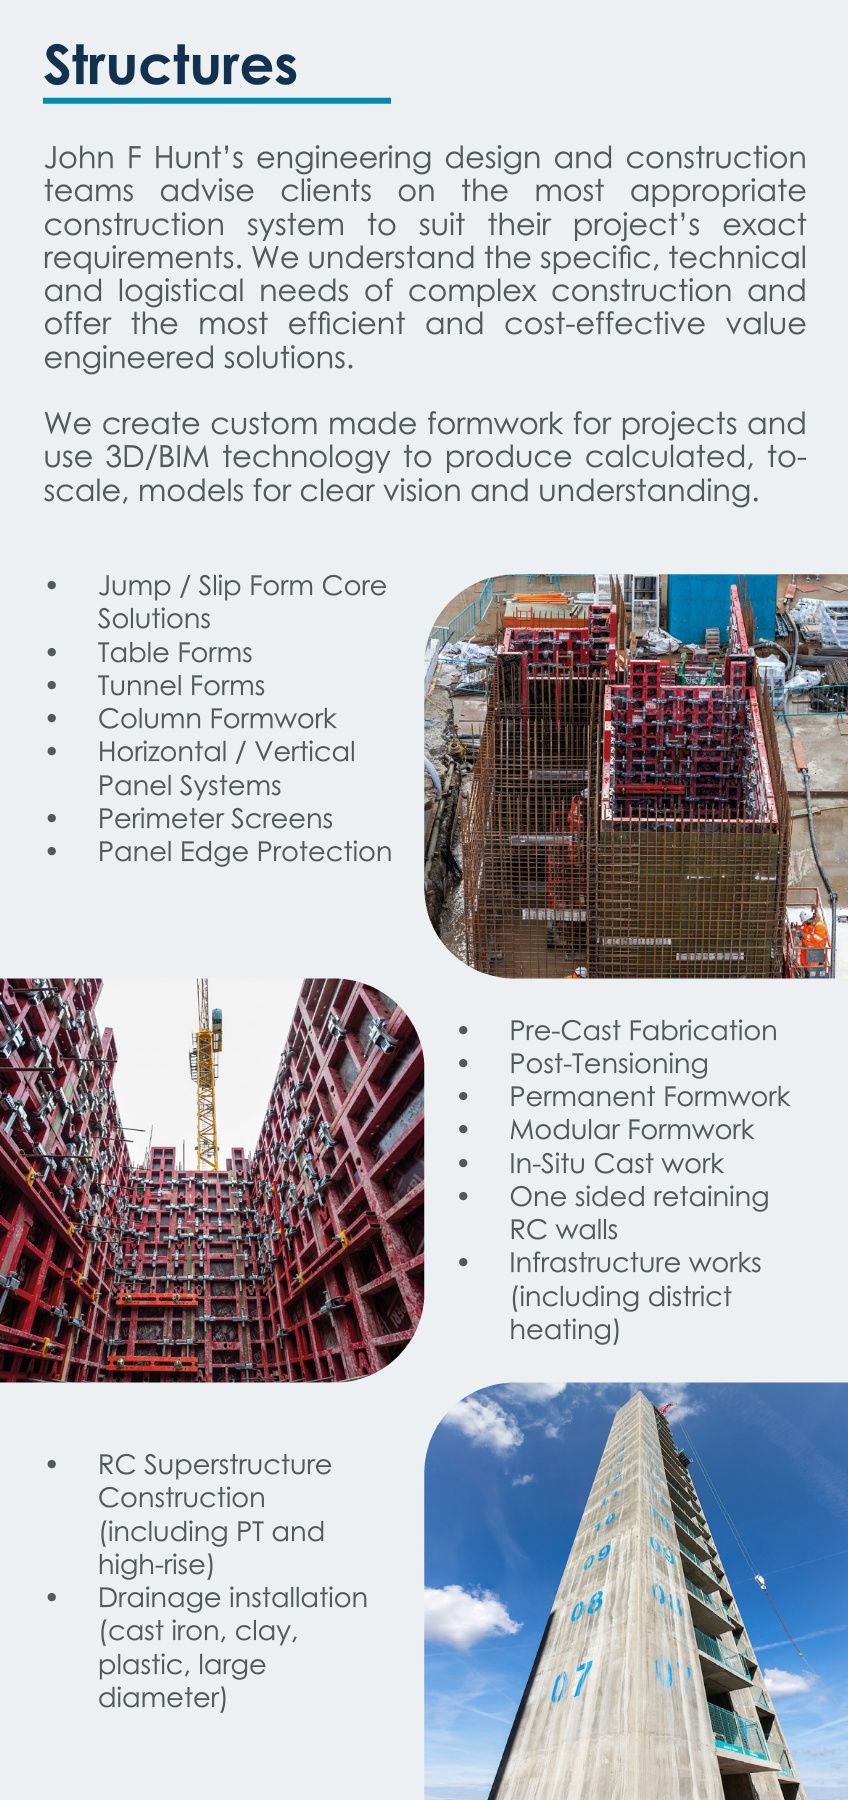 Structures
John F Hunt’s engineering design and construction
teams advise clients on the most appropriate
construction system to suit their project’s exact
requirements. We understand the specific, technical
and logistical needs of complex construction and
offer the most efficient and cost-effective value
engineered solutions.
We create custom made formwork for projects and
use 3D/BIM technology to produce calculated, to-
scale, models for clear vision and understanding.
• Jump / Slip Form Core
Solutions
• Table Forms
• Tunnel Forms
• Column Formwork
• Horizontal / Vertical
Panel Systems
• Perimeter Screens
• Panel Edge Protection
• Pre-Cast Fabrication
• Post-Tensioning
• Permanent Formwork
• Modular Formwork
• In-Situ Cast work
• One sided retaining
RC walls
• Infrastructure works
(including district
heating)
• RC Superstructure
Construction
(including PT and
high-rise)
• Drainage installation
(cast iron, clay,
plastic, large
diameter)
10
09 09
08 08
07 07